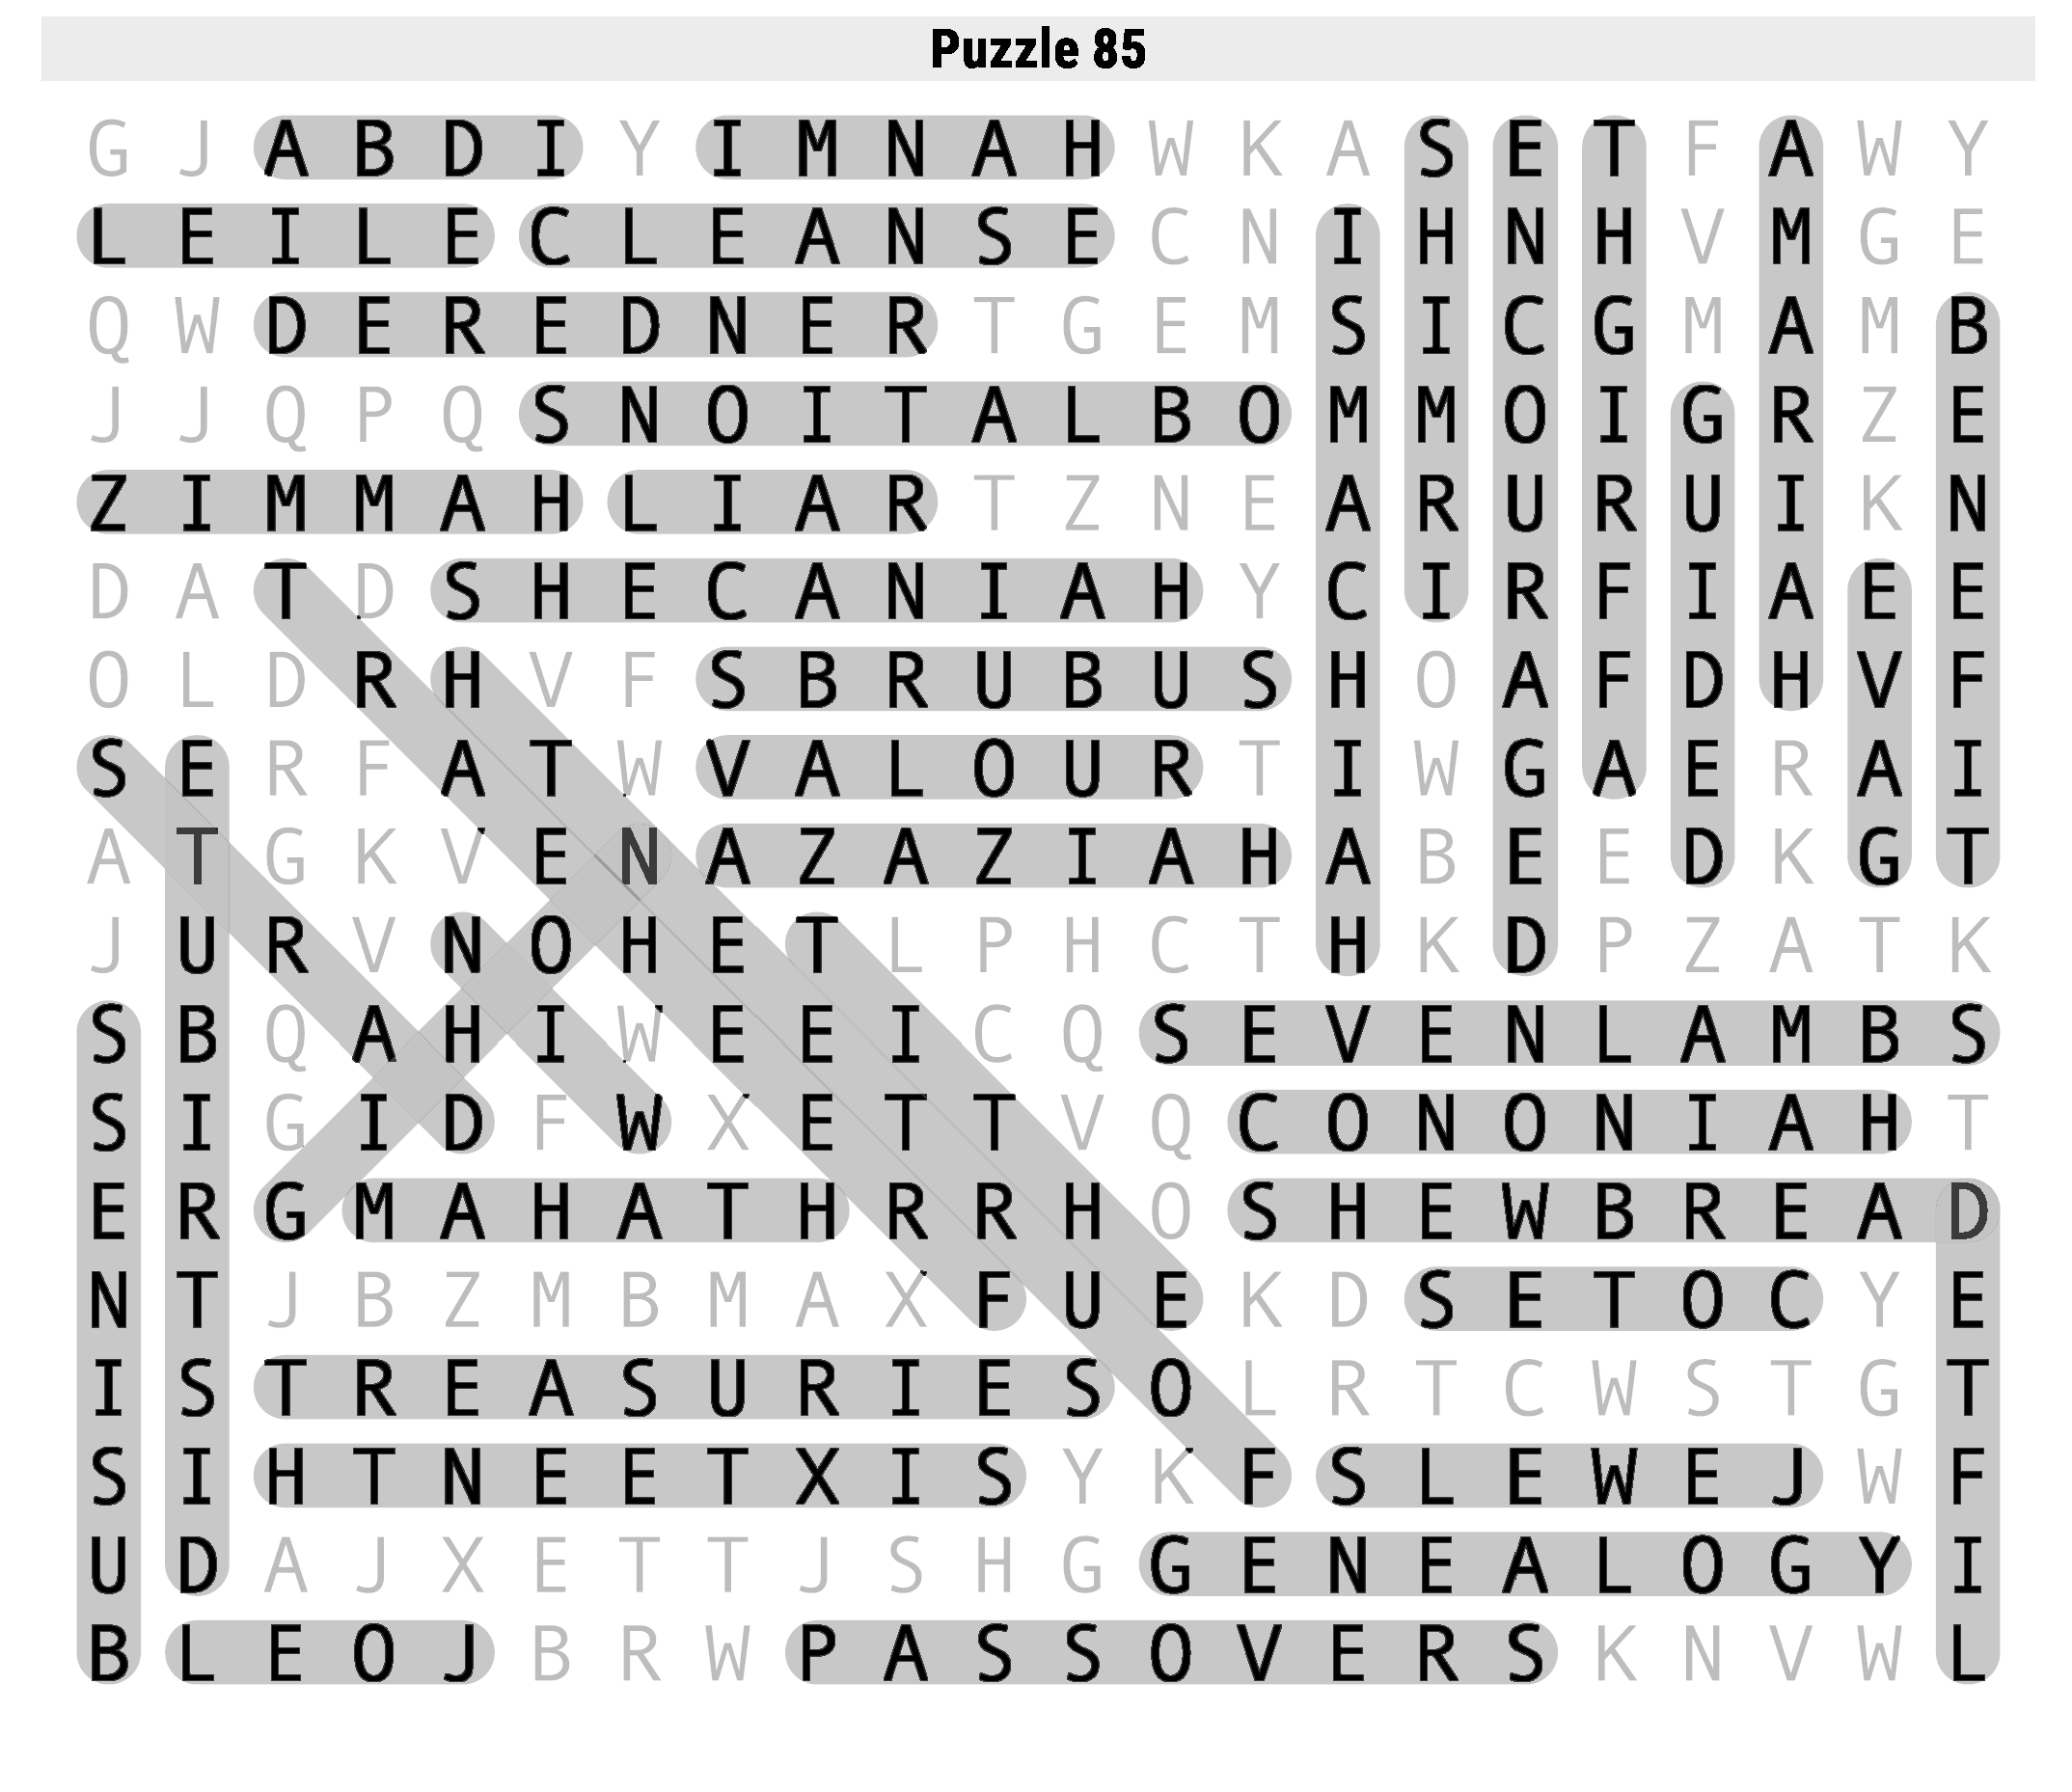 Puzzle 85
G J A B D I Y I M N A H W K A S E T F A W Y
L E I L E C L E A N S E C N I H N H V M G E
Q W D E R E D N E R T G E M S I C G M A M B
J J Q P Q S N O I T A L B O M M O I G R Z E
Z I M M A H L I A R T Z N E A R U R U I K N
D A T D S H E C A N I A H Y C I R F I A E E
O L D R H V F S B R U B U S H O A F D H V F
S E R F A T W V A L O U R T I W G A E R A I
A T G K V E N A Z A Z I A H A B E E D K G T
J U R V N O H E T L P H C T H K D P Z A T K
S B Q A H I W E E I C Q S E V E N L A M B S
S I G I D F W X E T T V Q C O N O N I A H T
E R G M A H A T H R R H O S H E W B R E A D
N T J B Z M B M A X F U E K D S E T O C Y E
I S T R E A S U R I E S O L R T C W S T G T
S I H T N E E T X I S Y K F S L E W E J W F
U D A J X E T T J S H G G E N E A L O G Y I
B L E O J B R W P A S S O V E R S K N V W L